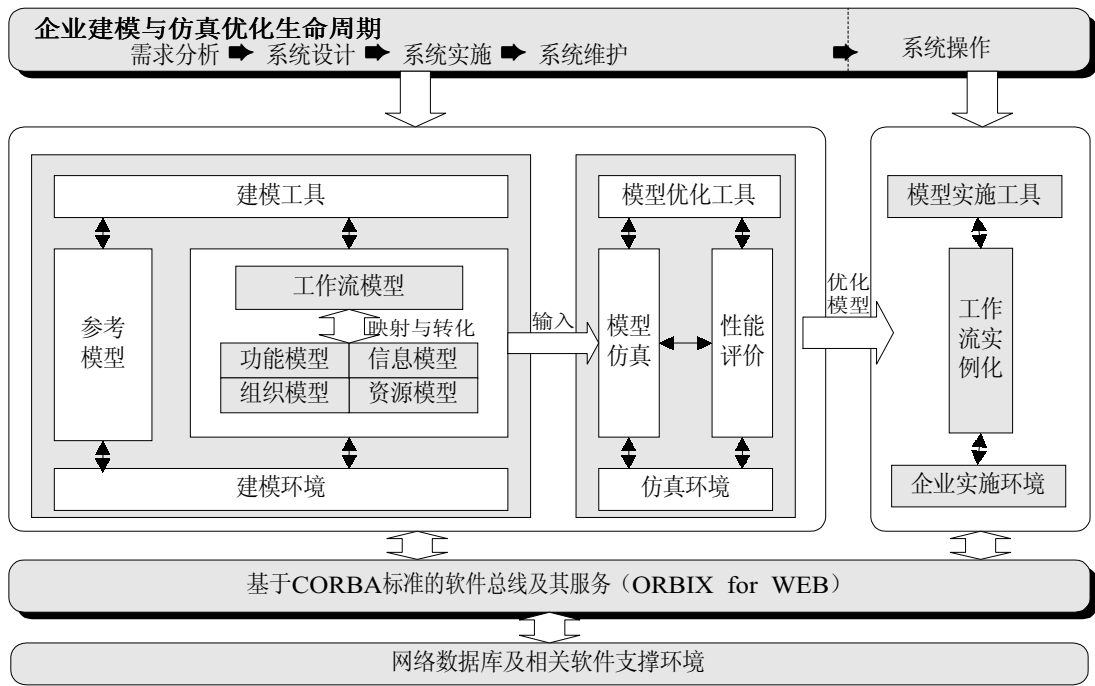 企业建模与仿真优化生命周期
需求分析
系统设计
系统实施
系统维护
系统操作
建模工具
参考
模型
工作流模型
映射与转化
功能模型
信息模型
组织模型
资源模型
建模环境
输入
模型优化工具
模型
仿真
性能
评价
仿真环境
优化
模型
模型实施工具
工作
流实
例化
企业实施环境
基于CORBA标准的软件总线及其服务（ORBIX for WEB）
网络数据库及相关软件支撑环境